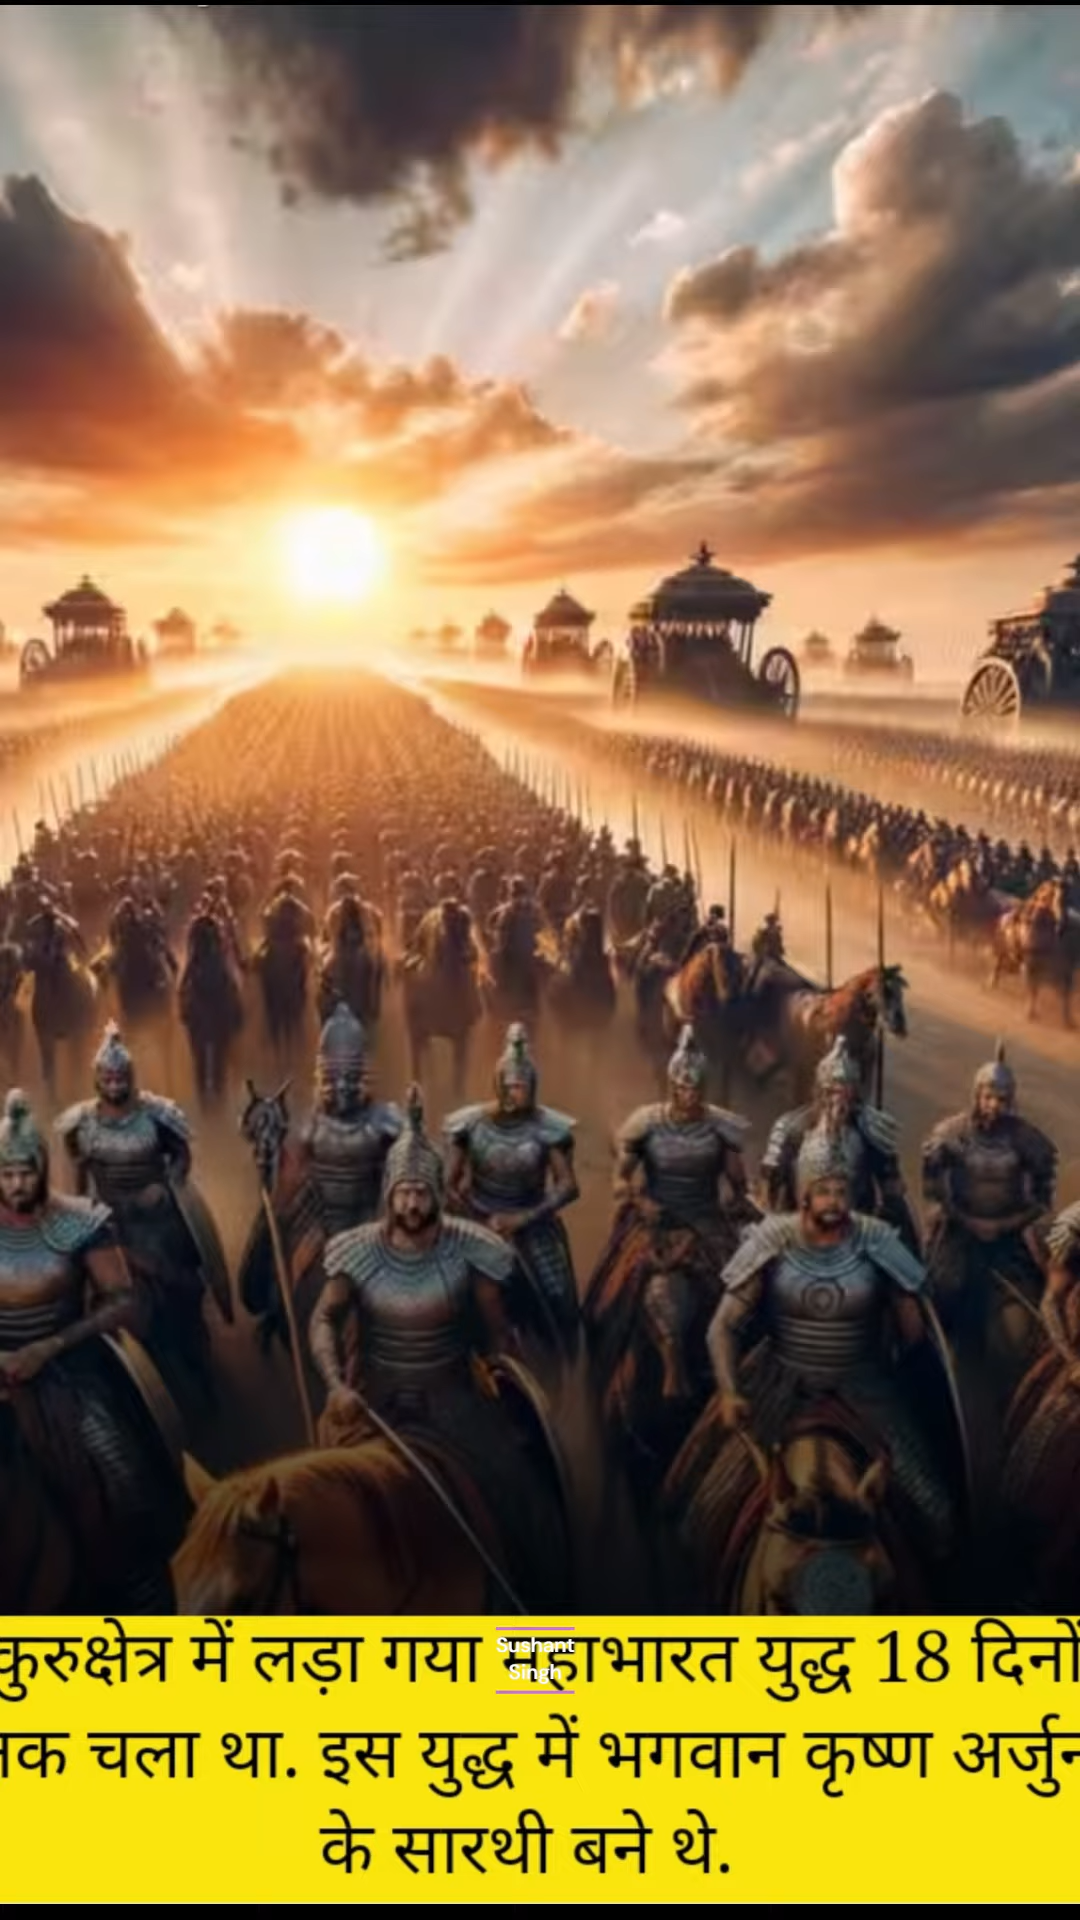 कुरुक्षेत्र में लड़ा गया महाभारत युद्ध 18 दिनों
तक चला था. इस युद्ध में भगवान कृष्ण अर्जुन
के सारथी बने थे.
Sushant
Singh